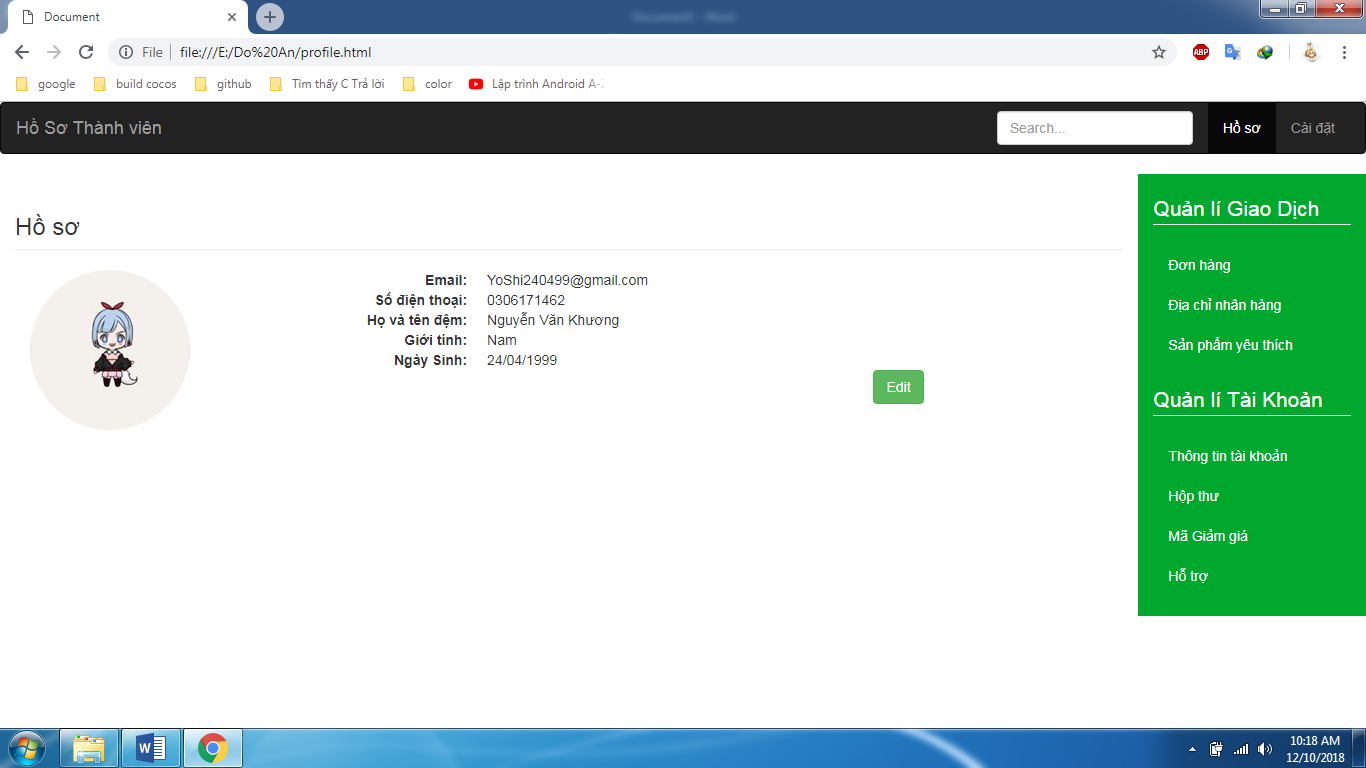 Document
File
file:///E:/Do%20An/profile.html
ABP
google
build cocos
github
Tìm thấy C Trả lời
color
Lập trình Android A-
Hồ Sơ Thành viên
Search...
Hồ sơ
Cài đặt
Hồ sơ
Email: YoShi240499@gmail.com
Số điện thoại: 0306171462
Họ và tên đệm: Nguyễn Văn Khương
Giới tính: Nam
Ngày Sinh: 24/04/1999
Edit
Quản lí Giao Dịch
Đơn hàng
Địa chỉ nhân hàng
Sản phẩm yêu thích
Quản lí Tài Khoản
Thông tin tài khoản
Hộp thư
Mã Giảm giá
Hỗ trợ
10:18 AM
12/10/2018